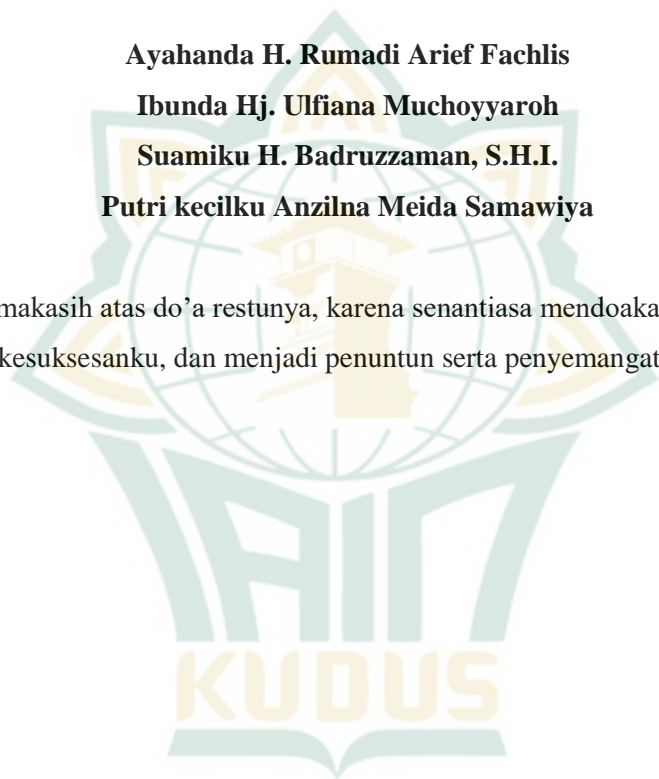 Ayahanda H. Rumadi Arief Fachlis
Ibunda Hj. Ulfiana Muchoyyaroh
Suamiku H. Badruzzaman, S.H.I.
Putri kecilku Anzilna Meida Samawiya
makasih atas do’a restunya, karena senantiasa mendoaka
kesuksesanku, dan menjadi penuntun serta penyemangat
IAIN
KUDUS